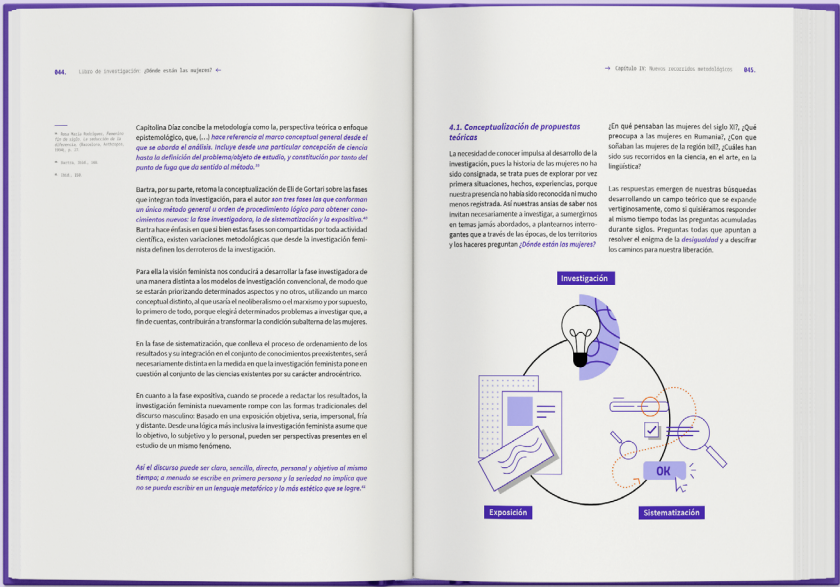 044. Línea de investigación: ¿Dónde están las mujeres? ←
³⁹ Rosa María Rodríguez, Femenino
fin de siglo. La seducción de la
diferencia (Barcelona: Anthropos,
1994,
⁴⁰ Bartra,
⁴¹ Ibid.
Capitolina Díaz concibe la metodología como la, perspectiva teórica o enfoque
epistemológico, que, (...) hace referencia al marco conceptual general desde el
que se aborda el análisis. Incluye desde una particular concepción de ciencia
hasta la definición del problema/objeto de estudio, y constitución por tanto del
punto de fuga que da sentido al método.³⁹
Bartra, por su parte, retoma la conceptualización de Eli de Gortari sobre las fases
que integran toda investigación, para el autor son tres fases las que conforman
un único método general u orden de procedimiento lógico para obtener cono-
cimientos nuevos: la fase investigadora, la de sistematización y la expositiva.⁴⁰
Bartra hace énfasis en que si bien estas fases son compartidas por toda actividad
científica, existen variaciones metodológicas que desde la investigación femi-
nista definen los derroteros de la investigación.
Para ella la visión feminista nos conducirá a desarrollar la fase investigadora de
una manera distinta a los modelos de investigación convencional, de modo que
se estarán priorizando determinados aspectos y no otros, utilizando un marco
conceptual distinto, al que usaría el neoliberalismo o el marxismo y por supuesto,
lo primero de todo, porque elegirá determinados problemas a investigar que, a
fin de cuentas, contribuirán a transformar la condición subalterna de las mujeres.
En la fase de sistematización, que conlleva el proceso de ordenamiento de los
resultados y su integración en el conjunto de conocimientos preexistentes, será
necesariamente distinta en la medida en que la investigación feminista pone en
cuestión al conjunto de las ciencias existentes por su carácter androcéntrico.
En cuanto a la fase expositiva, cuando se procede a redactar los resultados, la
investigación feminista nuevamente rompe con las formas tradicionales del
discurso masculino: Basado en una exposición objetiva, seria, impersonal, fría
y distante. Desde una lógica más inclusiva la investigación feminista asume que
lo objetivo, lo subjetivo y lo personal, pueden ser perspectivas presentes en el
estudio de un mismo fenómeno.
Así el discurso puede ser claro, sencillo, directo, personal y objetivo al mismo
tiempo; a menudo se escribe en primera persona y la seriedad no implica que
no se pueda escribir en un lenguaje metafórico y lo más estético que se logre.⁴¹
→ Capítulo IV: Nuevos recorridos metodológicos 045.
4.1. Conceptualización de propuestas
teóricas
La necesidad de conocer impulsa al desarrollo de la
investigación, pues la historia de las mujeres no ha
sido consignada, se trata pues de explorar por vez
primera situaciones, hechos, experiencias, porque
nuestra presencia no había sido reconocida ni mucho
menos registrada. Así nuestras ansias de saber nos
invitan necesariamente a investigar, a sumergirnos
en temas jamás abordados, a plantearnos interro-
gantes que a través de las épocas, de los territorios
y los haceres preguntan ¿Dónde están las mujeres?
¿En qué pensaban las mujeres del siglo XI?, ¿Qué
preocupa a las mujeres en Rumania?, ¿Con que
soñaban las mujeres de la región Ixil?, ¿Cuáles han
sido sus recorridos en la ciencia, en el arte, en la
lingüística?
Las respuestas emergen de nuestras búsquedas
desarrollando un campo teórico que se expande
vertiginosamente, como si quisiéramos responder
al mismo tiempo todas las preguntas acumuladas
durante siglos. Preguntas todas que apuntan a
resolver el enigma de la desigualdad y a descifrar
los caminos para nuestra liberación.
Investigación
OK
Exposición
Sistematización